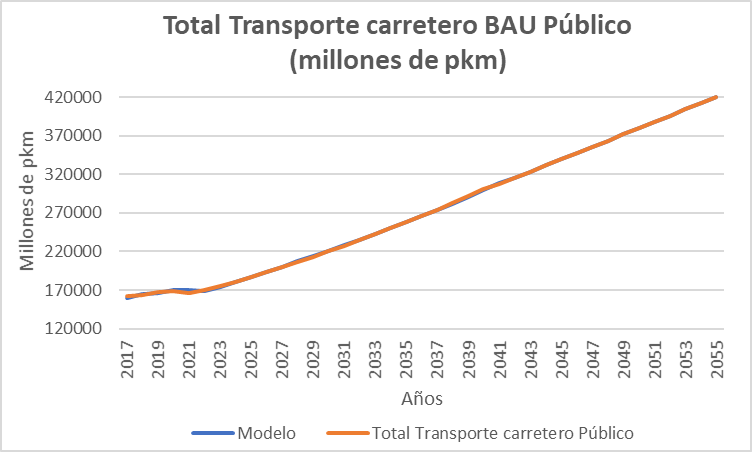 Total Transporte carretero BAU Público
(millones de pkm)
420000
370000
320000
270000
220000
170000
120000
Millones de pkm
2017 2019 2021 2023 2025 2027 2029 2031 2033 2035 2037 2039 2041 2043 2045 2047 2049 2051 2053 2055
Años
Modelo Total Transporte carretero Público